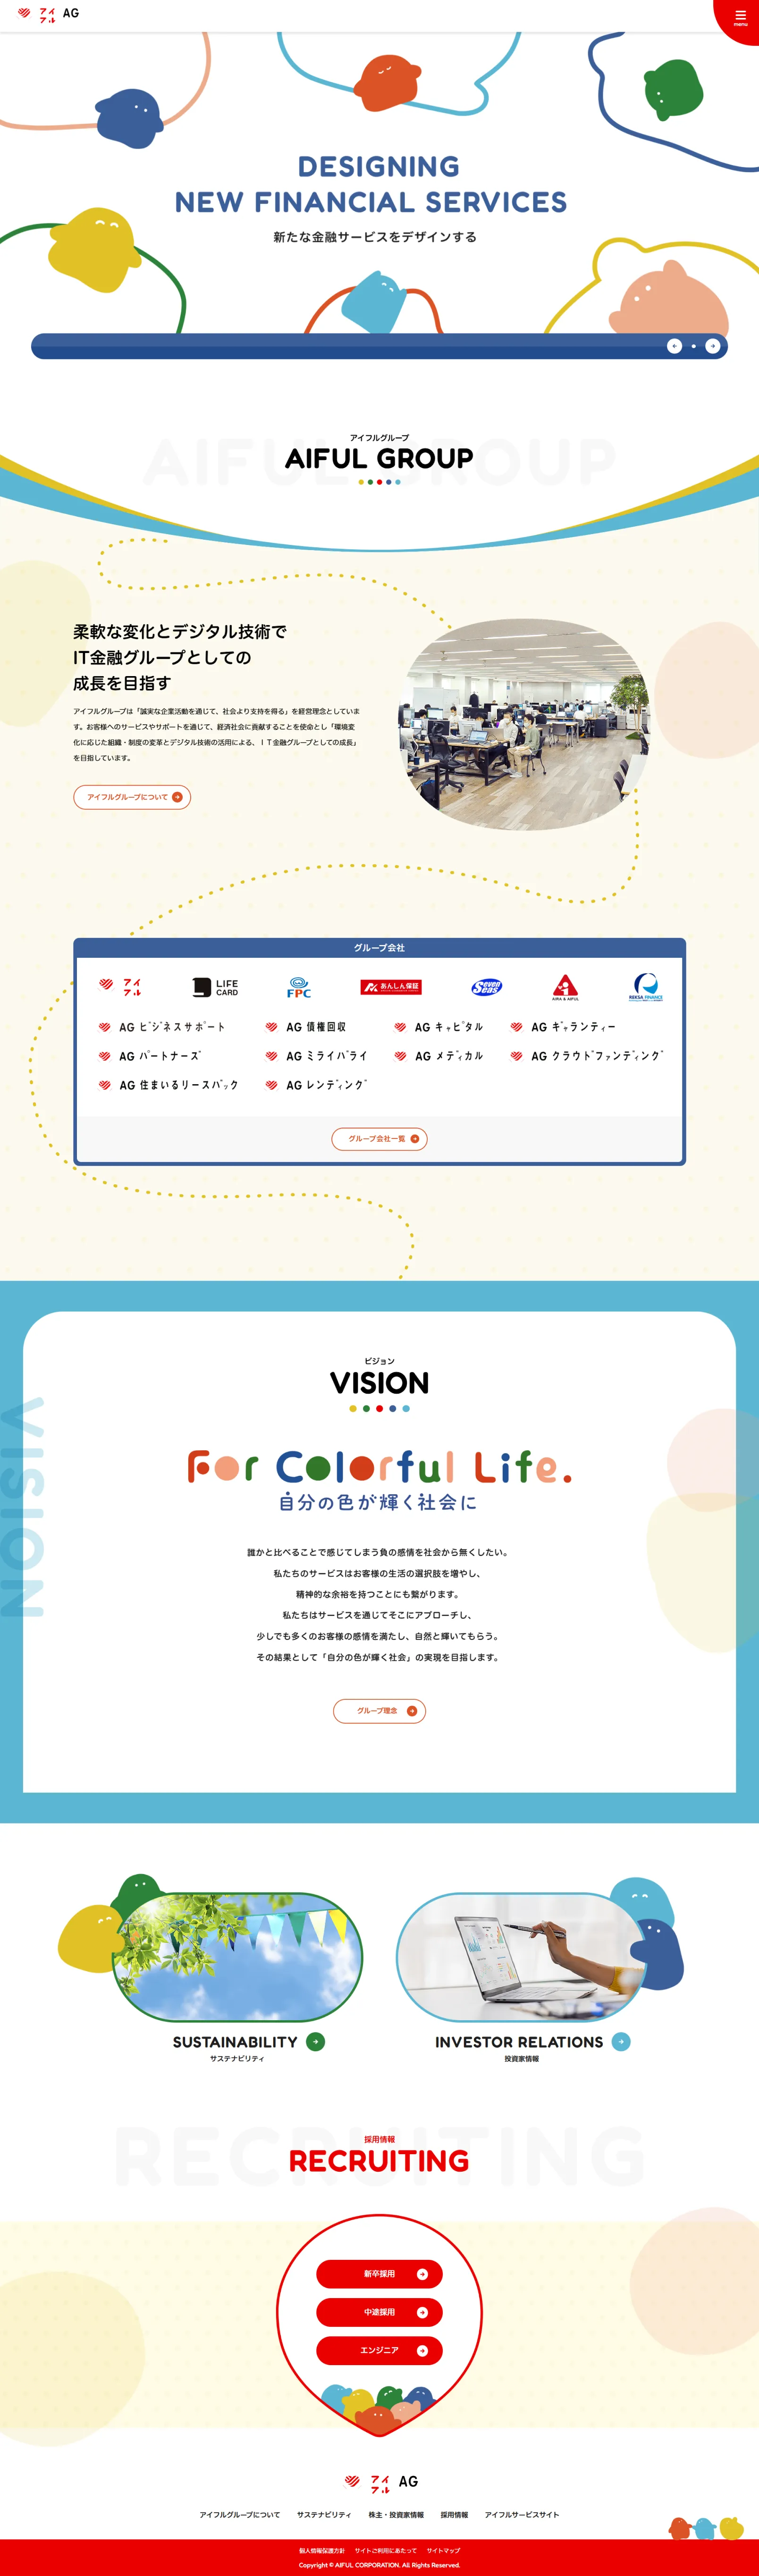 アイフル AG
menu
DESIGNING
NEW FINANCIAL SERVICES
新たな金融サービスをデザインする
AIFUL GROUP
アイフルグループ
AIFUL GROUP
柔軟な変化とデジタル技術で
IT金融グループとしての
成長を目指す
アイフルグループは「誠実な企業活動を通じて、社会より支持を得る」を経営理念としていま
す。お客様へのサービスやサポートを通じて、経済社会に貢献することを使命とし「環境変
化に応じた組織・制度の変革とデジタル技術の活用による、ＩＴ金融グループとしての成長」
を目指しています。
アイフルグループについて
グループ会社
アイフル
LIFE CARD
FPC
あんしん保証
Seven Seas
AIRA & AIFUL
REKSA FINANCE
AG ビジネスサポート
AG 債権回収
AG キャピタル
AG ギャランティー
AG パートナーズ
AG ミライバライ
AG メディカル
AG クラウドファンディング
AG 住まいるリースバック
AG レンディング
グループ会社一覧
VISION
ビジョン
VISION
For Colorful Life.
自分の色が輝く社会に
誰かと比べることで感じてしまう負の感情を社会から無くしたい。
私たちのサービスはお客様の生活の選択肢を増やし、
精神的な余裕を持つことにも繋がります。
私たちはサービスを通じてそこにアプローチし、
少しでも多くのお客様の感情を満たし、自然と輝いてもらう。
その結果として「自分の色が輝く社会」の実現を目指します。
グループ理念
SUSTAINABILITY
サステナビリティ
INVESTOR RELATIONS
投資家情報
RECRUITING
採用情報
RECRUITING
新卒採用
中途採用
エンジニア
アイフル AG
アイフルグループについて サステナビリティ 株主・投資家情報 採用情報 アイフルサービスサイト
個人情報保護方針 サイトご利用にあたって サイトマップ
Copyright © AIFUL CORPORATION. All Rights Reserved.